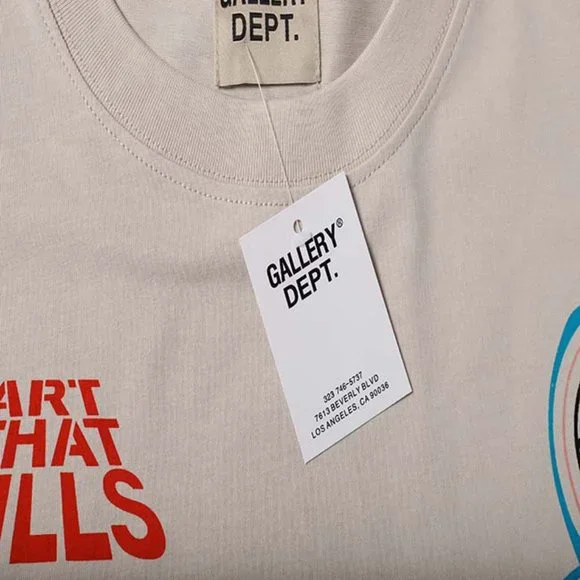 GALLERY
DEPT.
GALLERY®
DEPT.
323 746-5737
7613 BEVERLY BLVD
LOS ANGELES, CA 90036
ART
THAT